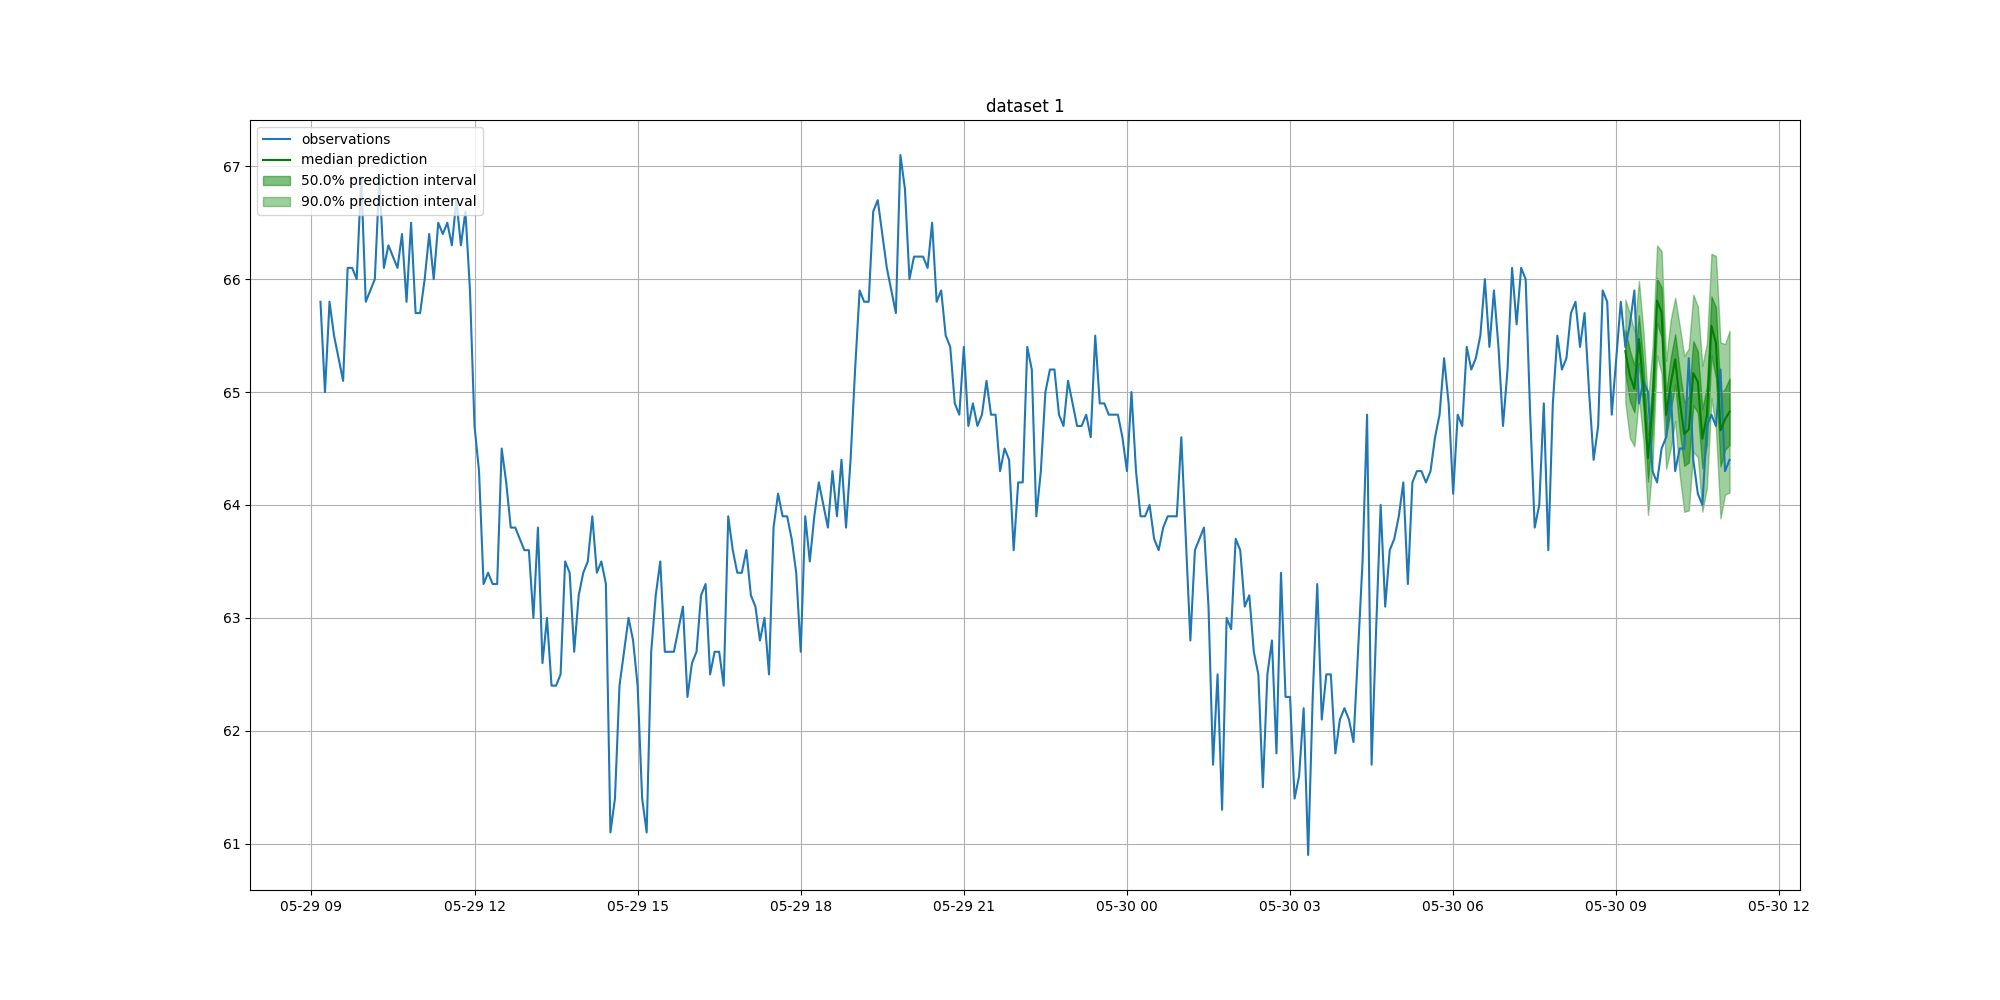 dataset 1
observations
median prediction
50.0% prediction interval
90.0% prediction interval
67
66
65
64
63
62
61
05-29 09 05-29 12 05-29 15 05-29 18 05-29 21 05-30 00 05-30 03 05-30 06 05-30 09 05-30 12